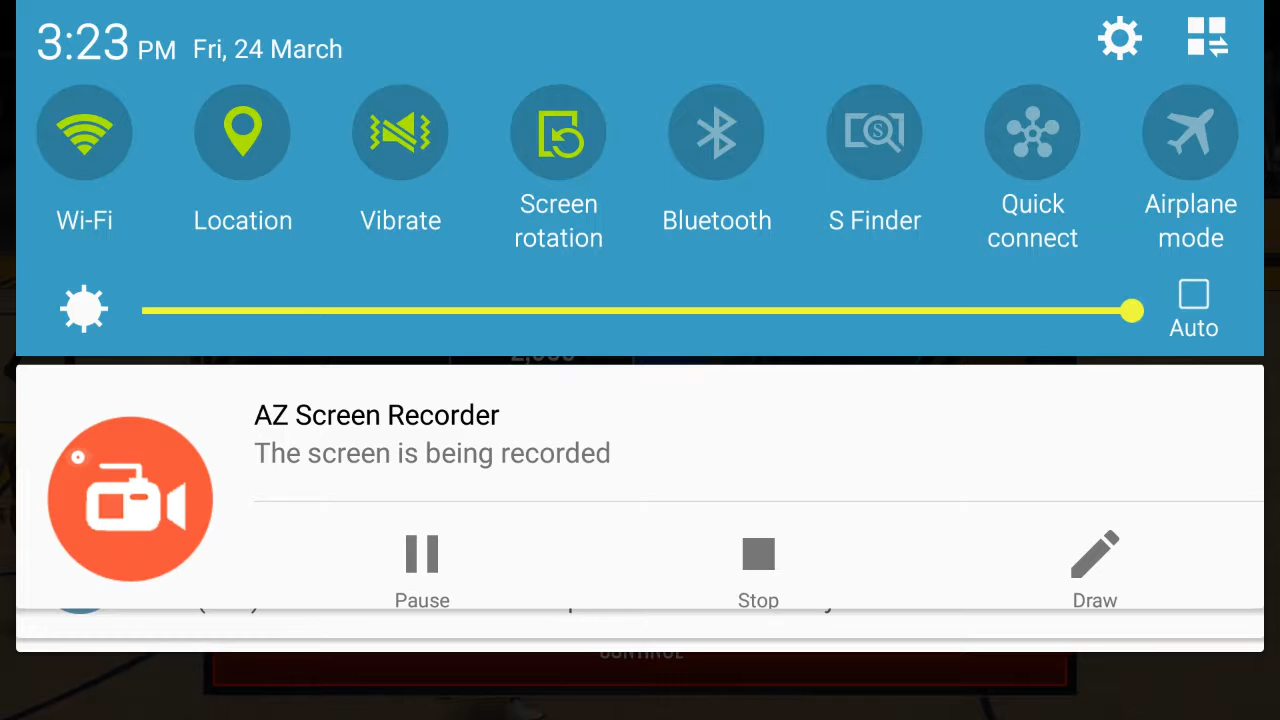 3:23 PM Fri, 24 March
Wi-Fi
Location
Vibrate
Screen
rotation
Bluetooth
S Finder
Quick
connect
Airplane
mode
Auto
AZ Screen Recorder
The screen is being recorded
Pause
Stop
Draw
CONTINUE